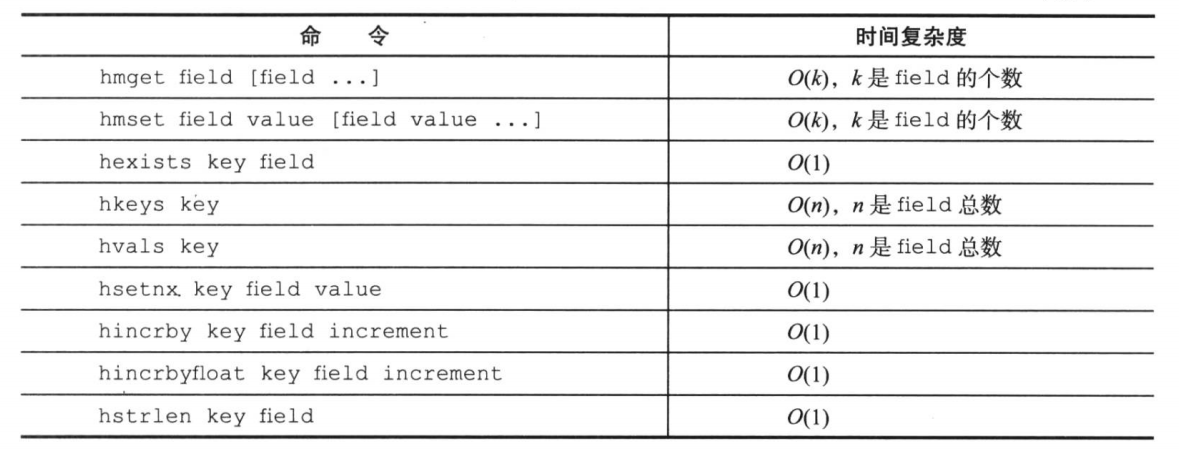 命 令 时间复杂度
hmget field [field ...] O(k)，k 是 field 的个数
hmset field value [field value ...] O(k)，k 是 field 的个数
hexists key field O(1)
hkeys key O(n)，n 是 field 总数
hvals key O(n)，n 是 field 总数
hsetnx key field value O(1)
hincrby key field increment O(1)
hincrbyfloat key field increment O(1)
hstrlen key field O(1)